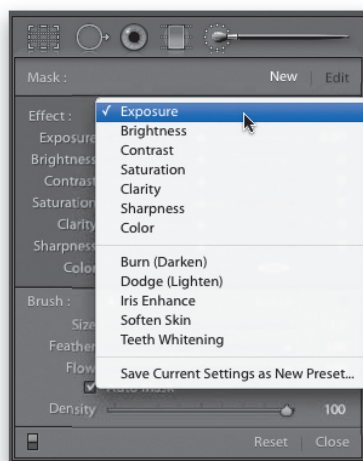 Mask : New | Edit
Effect :
✓ Exposure
Exposure
Brightness
Brightness
Contrast
Contrast
Saturation
Saturation
Clarity
Clarity
Sharpness
Sharpness
Color
Color
Burn (Darken)
Dodge (Lighten)
Iris Enhance
Soften Skin
Teeth Whitening
Save Current Settings as New Preset...
Brush :
Size
Feather
Flow
Auto Mask
Density 100
Reset | Close